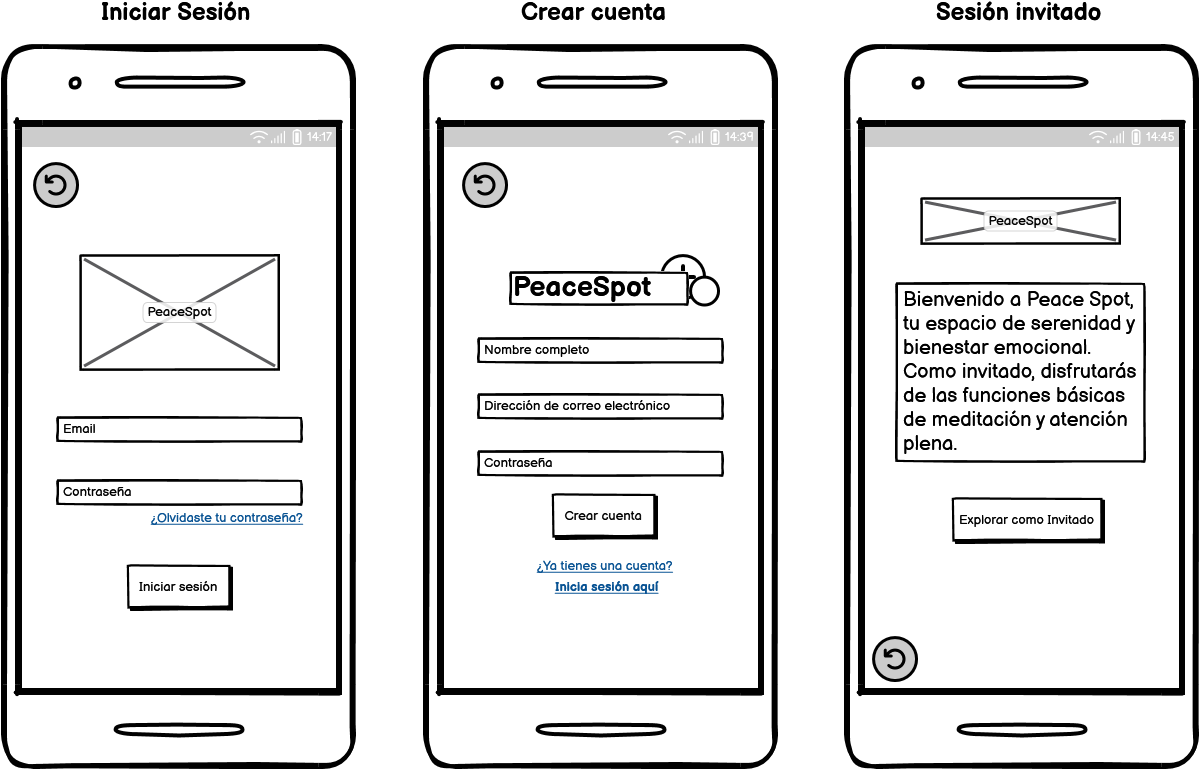 Iniciar Sesión
14:17
PeaceSpot
Email
Contraseña
¿Olvidaste tu contraseña?
Iniciar sesión
Crear cuenta
14:39
PeaceSpot
Nombre completo
Dirección de correo electrónico
Contraseña
Crear cuenta
¿Ya tienes una cuenta?
Inicia sesión aquí
Sesión invitado
14:45
PeaceSpot
Bienvenido a Peace Spot,
tu espacio de serenidad y
bienestar emocional.
Como invitado, disfrutarás
de las funciones básicas
de meditación y atención
plena.
Explorar como Invitado